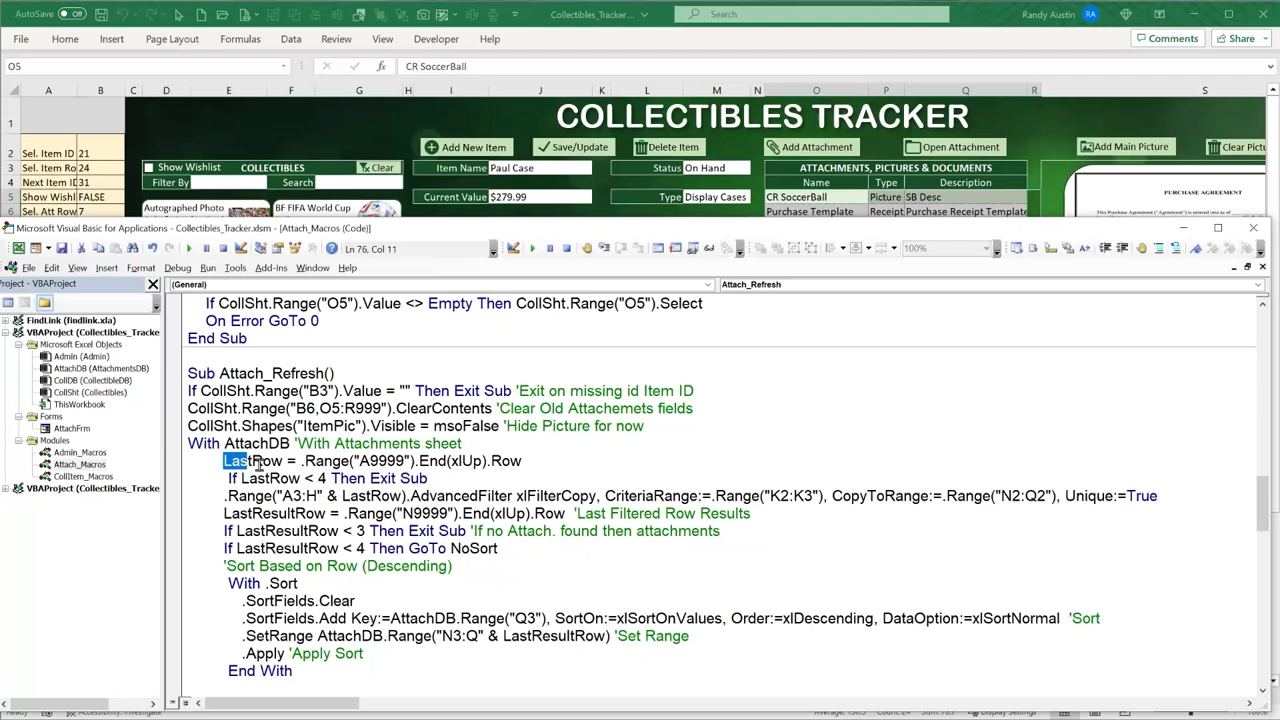 AutoSave Off Collectibles_Tracker... Search Randy Austin RA
File Home Insert Page Layout Formulas Data Review View Developer Help Comments Share
O5 fx CR SoccerBall
A B C D E F G H I J K L M N O P Q R S
1 COLLECTIBLES TRACKER
Add New Item Save/Update Delete Item Add Attachment Open Attachment Add Main Picture Clear Pict
2 Sel. Item ID 21
3 Sel. Item Ro 24 Show Wishlist COLLECTIBLES Clear Item Name Paul Case Status On Hand ATTACHMENTS, PICTURES & DOCUMENTS
4 Next Item ID 31 Filter By Search Name Type Description
5 Show Wishl FALSE Current Value $279.99 Type Display Cases CR SoccerBall Picture SB Desc PURCHASE AGREEMENT
6 Sel. Att Row 7 Autographed Photo BF FIFA World Cup Purchase Template Receipt Purchase Receipt Template
Microsoft Visual Basic for Applications - Collectibles_Tracker.xlsm - [Attach_Macros (Code)]
Ln 76, Col 11 100%
File Edit View Insert Format Debug Run Tools Add-Ins Window Help
Project - VBAProject (General) Attach_Refresh
FindLink (findlink.xla)
VBAProject (Collectibles_Tracke
Microsoft Excel Objects
Admin (Admin)
AttachDB (AttachmentsDB)
CollDB (CollectibleDB)
CollSht (Collectibles)
ThisWorkbook
Forms
AttachFrm
Modules
Admin_Macros
Attach_Macros
CollItem_Macros
VBAProject (Collectibles_Tracke
If CollSht.Range("O5").Value <> Empty Then CollSht.Range("O5").Select
On Error GoTo 0
End Sub
Sub Attach_Refresh()
If CollSht.Range("B3").Value = "" Then Exit Sub 'Exit on missing id Item ID
CollSht.Range("B6,O5:R999").ClearContents 'Clear Old Attachemets fields
CollSht.Shapes("ItemPic").Visible = msoFalse 'Hide Picture for now
With AttachDB 'With Attachments sheet
LastRow = .Range("A9999").End(xlUp).Row
If LastRow < 4 Then Exit Sub
.Range("A3:H" & LastRow).AdvancedFilter xlFilterCopy, CriteriaRange:=.Range("K2:K3"), CopyToRange:=.Range("N2:Q2"), Unique:=True
LastResultRow = .Range("N9999").End(xlUp).Row 'Last Filtered Row Results
If LastResultRow < 3 Then Exit Sub 'If no Attach. found then attachments
If LastResultRow < 4 Then GoTo NoSort
'Sort Based on Row (Descending)
With .Sort
.SortFields.Clear
.SortFields.Add Key:=AttachDB.Range("Q3"), SortOn:=xlSortOnValues, Order:=xlDescending, DataOption:=xlSortNormal 'Sort
.SetRange AttachDB.Range("N3:Q" & LastResultRow) 'Set Range
.Apply 'Apply Sort
End With